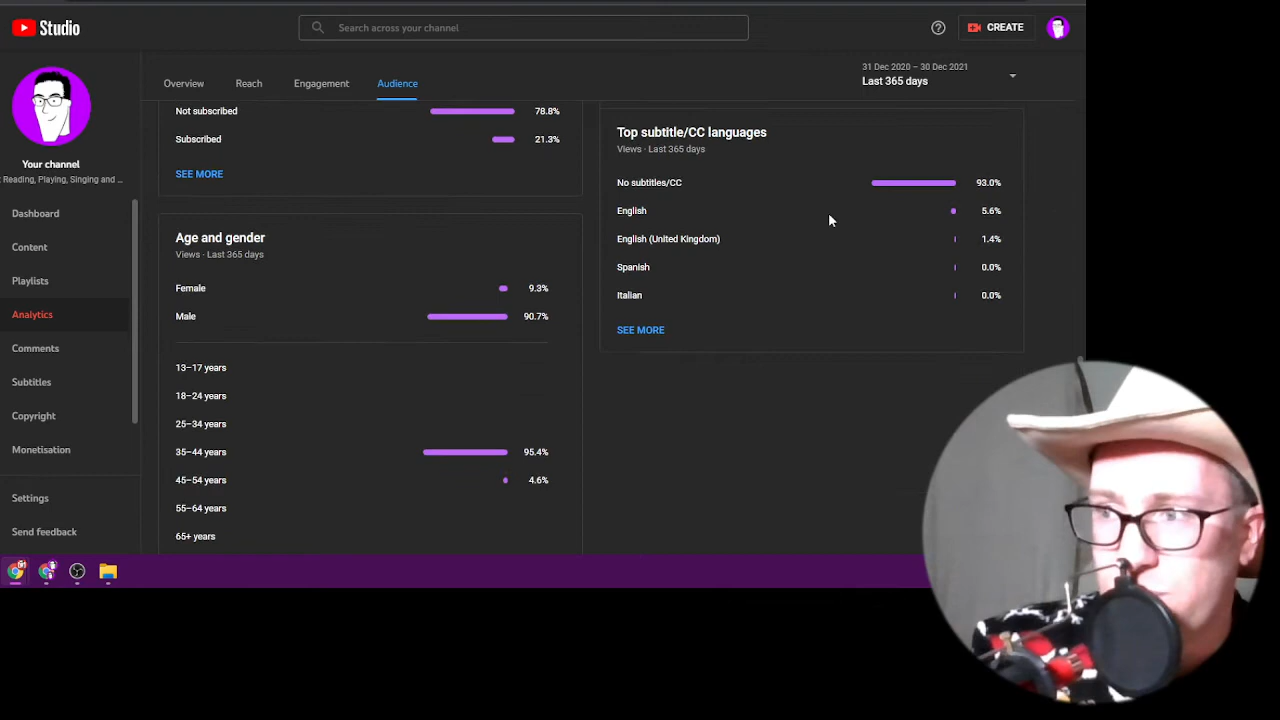 Studio
Search across your channel
CREATE
Your channel
t Reading, Playing, Singing and ...
Dashboard
Content
Playlists
Analytics
Comments
Subtitles
Copyright
Monetisation
Settings
Send feedback
Overview
Reach
Engagement
Audience
31 Dec 2020 – 30 Dec 2021
Last 365 days
Not subscribed 78.8%
Subscribed 21.3%
SEE MORE
Age and gender
Views · Last 365 days
Female 9.3%
Male 90.7%
13–17 years
18–24 years
25–34 years
35–44 years 95.4%
45–54 years 4.6%
55–64 years
65+ years
Top subtitle/CC languages
Views · Last 365 days
No subtitles/CC 93.0%
English 5.6%
English (United Kingdom) 1.4%
Spanish 0.0%
Italian 0.0%
SEE MORE